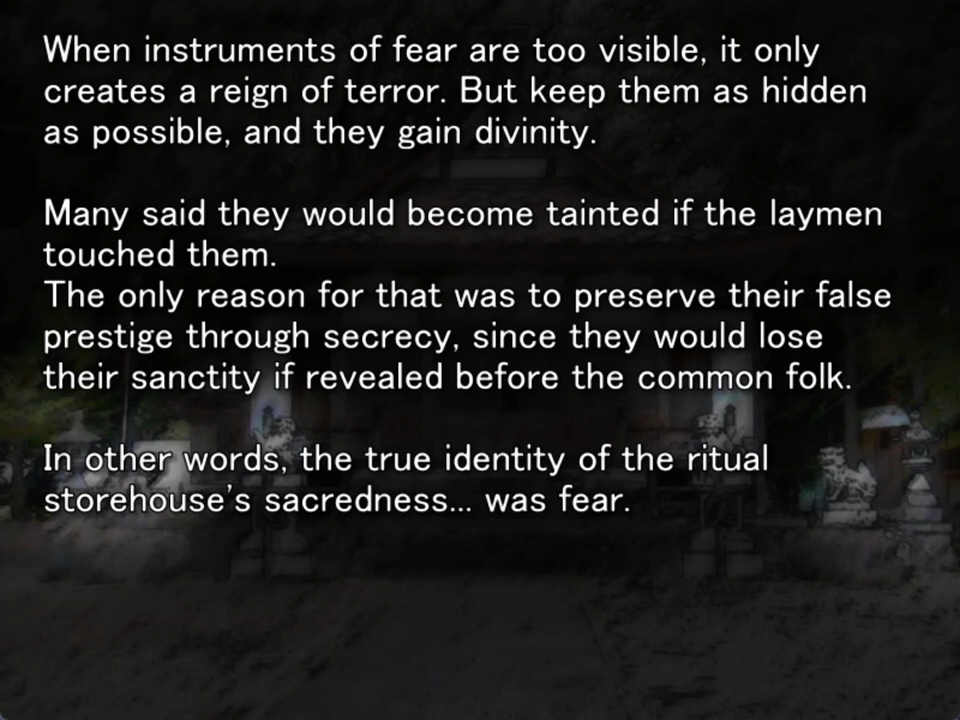 When instruments of fear are too visible, it only
creates a reign of terror. But keep them as hidden
as possible, and they gain divinity.
Many said they would become tainted if the laymen
touched them.
The only reason for that was to preserve their false
prestige through secrecy, since they would lose
their sanctity if revealed before the common folk.
In other words, the true identity of the ritual
storehouse's sacredness... was fear.